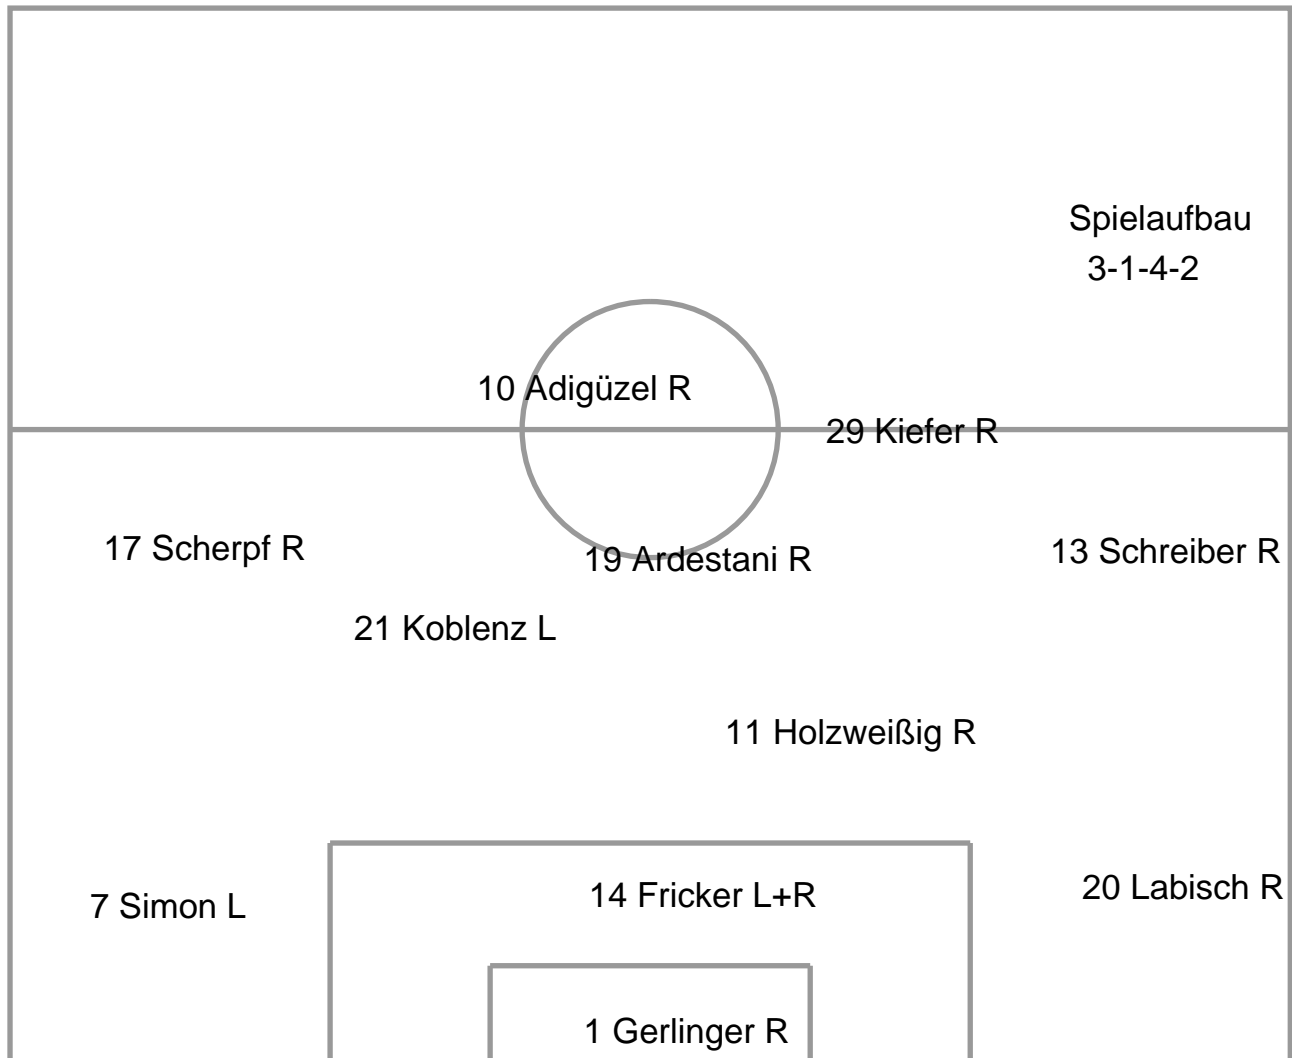 Spielaufbau
3-1-4-2
10 Adigüzel R
29 Kiefer R
17 Scherpf R
19 Ardestani R
13 Schreiber R
21 Koblenz L
11 Holzweißig R
7 Simon L
14 Fricker L+R
20 Labisch R
1 Gerlinger R